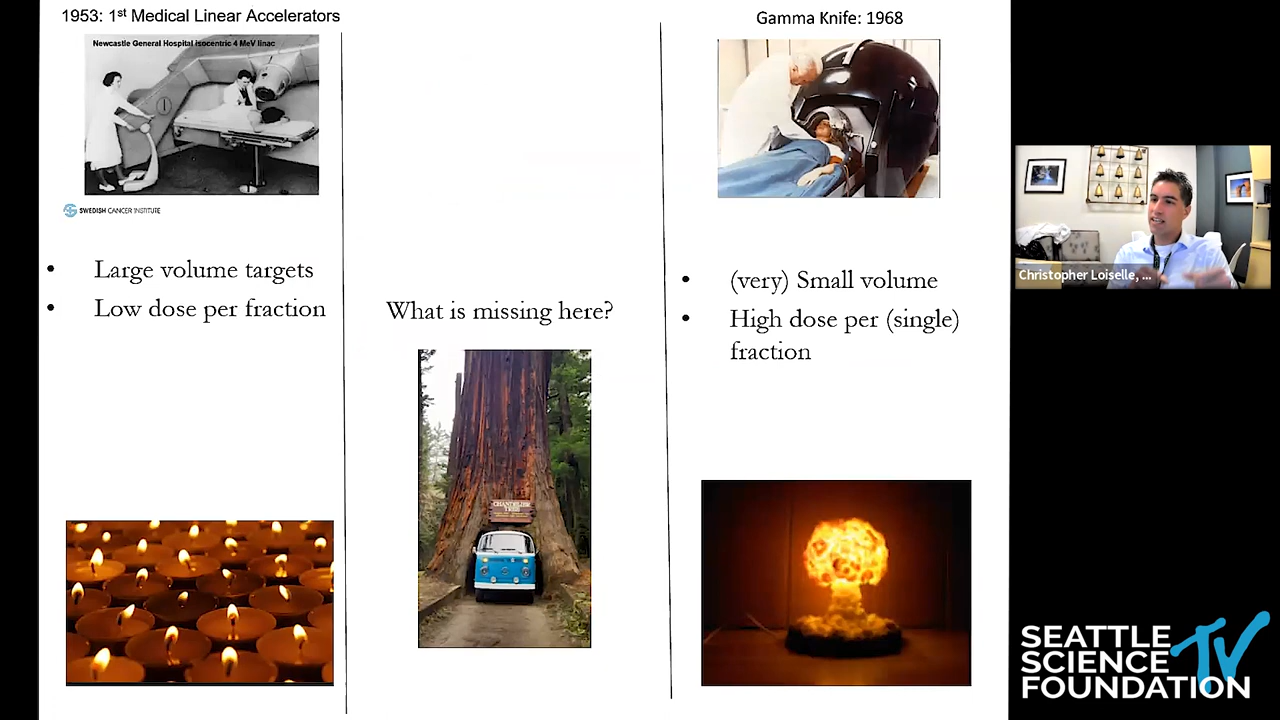 1953: 1st Medical Linear Accelerators
Newcastle General Hospital isocentric 4 MeV linac
SWEDISH CANCER INSTITUTE
• Large volume targets
• Low dose per fraction
What is missing here?
CHANDELIER
TREE
Gamma Knife: 1968
• (very) Small volume
• High dose per (single)
fraction
Christopher Loiselle, ...
SEATTLE
SCIENCE
FOUNDATION
TV